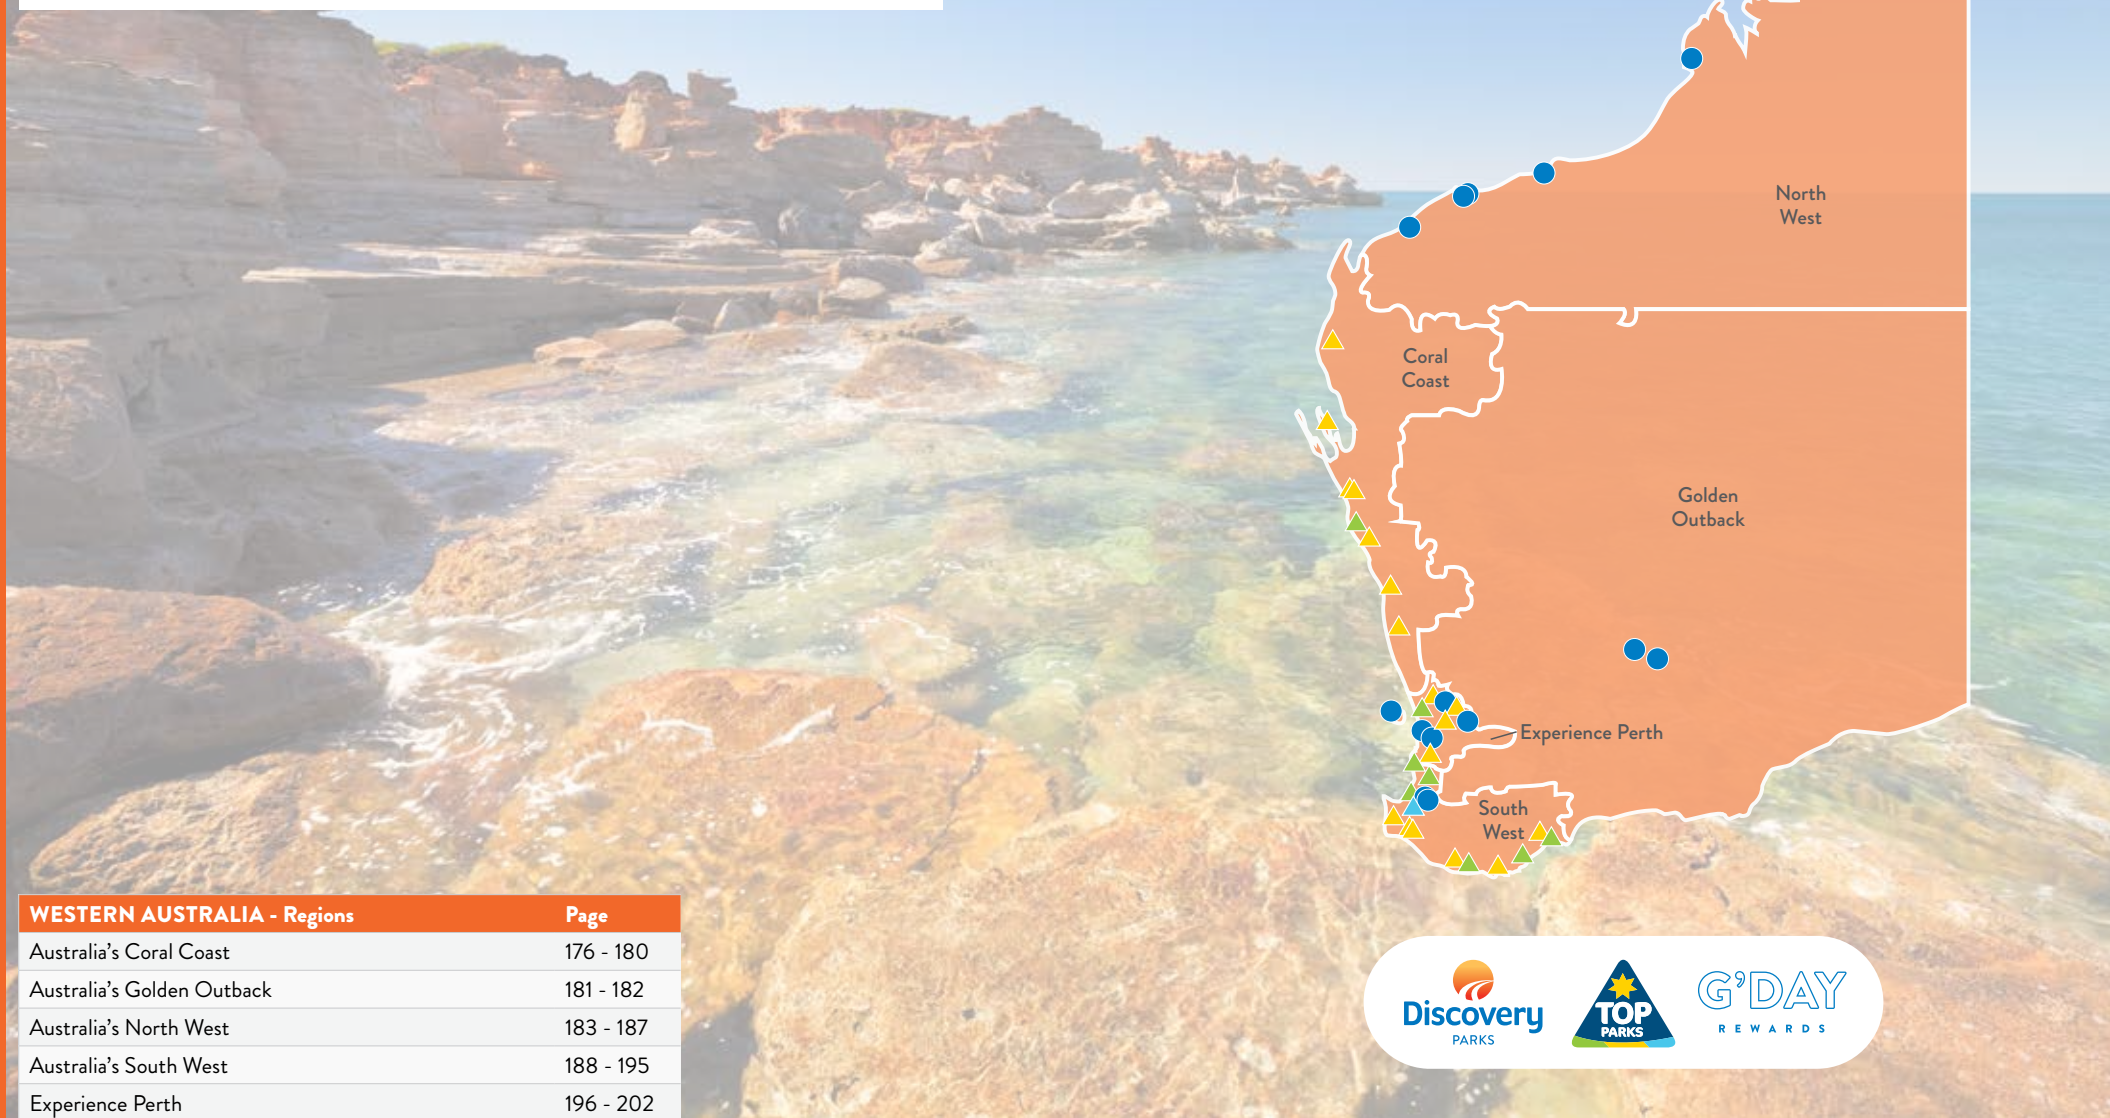 North
West
Coral
Coast
Golden
Outback
Experience Perth
South
West
WESTERN AUSTRALIA - Regions Page
Australia's Coral Coast 176 - 180
Australia's Golden Outback 181 - 182
Australia's North West 183 - 187
Australia's South West 188 - 195
Experience Perth 196 - 202
Discovery
PARKS
TOP
PARKS
G'DAY
REWARDS